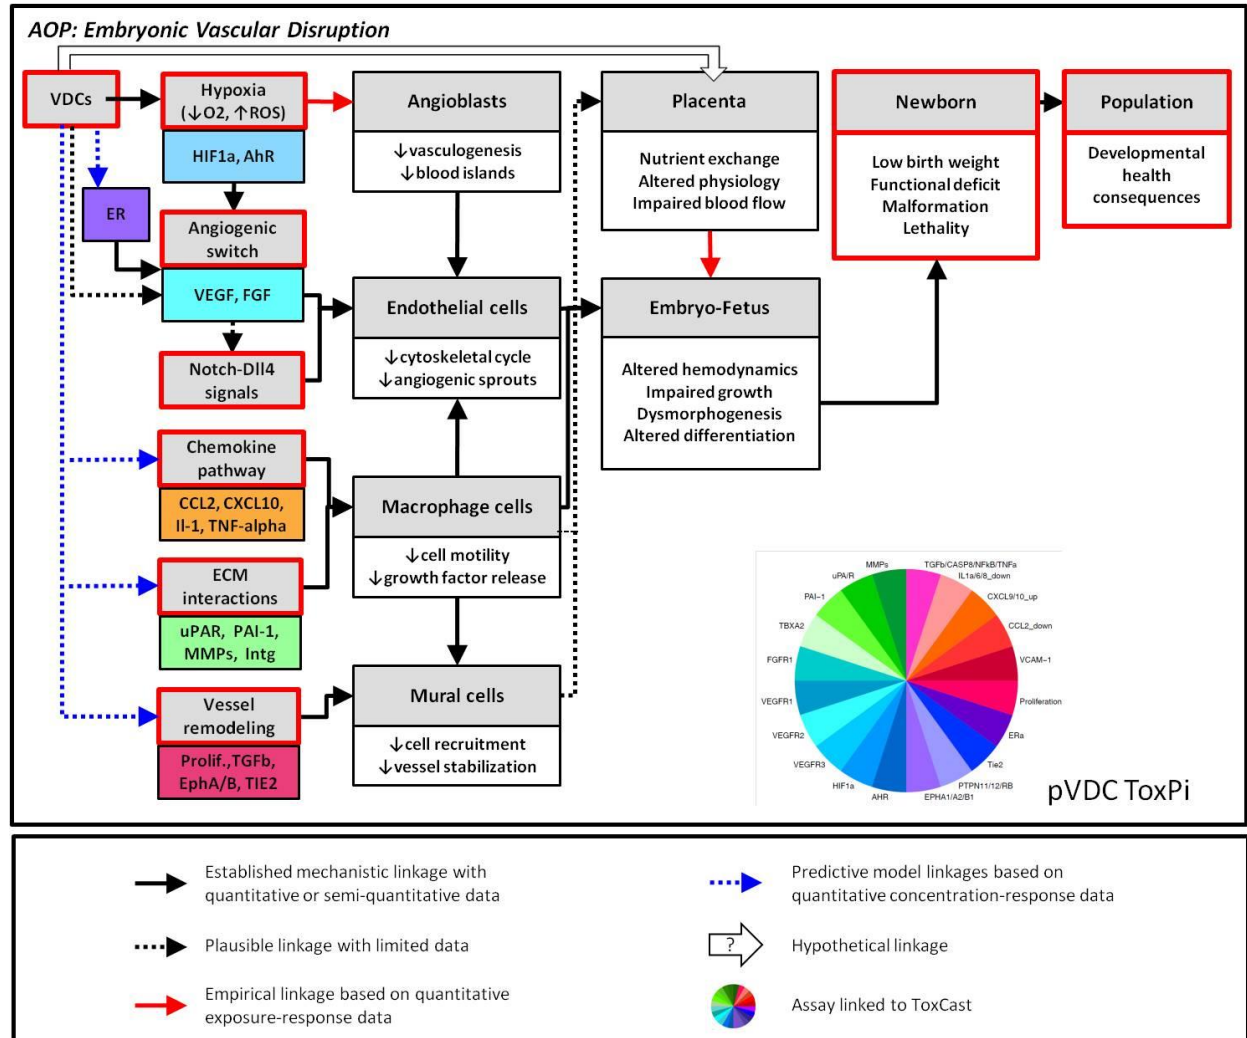 AOP: Embryonic Vascular Disruption
VDCs
Hypoxia
(↓O2, ↑ROS)
HIF1a, AhR
ER
Angiogenic
switch
VEGF, FGF
Notch-Dll4
signals
Chemokine
pathway
CCL2, CXCL10,
Il-1, TNF-alpha
ECM
interactions
uPAR, PAI-1,
MMPs, Intg
Vessel
remodeling
Prolif.,TGFb,
EphA/B, TIE2
Angioblasts
↓vasculogenesis
↓blood islands
Endothelial cells
↓cytoskeletal cycle
↓angiogenic sprouts
Macrophage cells
↓cell motility
↓growth factor release
Mural cells
↓cell recruitment
↓vessel stabilization
Placenta
Nutrient exchange
Altered physiology
Impaired blood flow
Embryo-Fetus
Altered hemodynamics
Impaired growth
Dysmorphogenesis
Altered differentiation
Newborn
Low birth weight
Functional deficit
Malformation
Lethality
Population
Developmental
health
consequences
TGFb/CASP8/NFkB/TNFa
IL1a/6/8_down
CXCL9/10_up
CCL2_down
VCAM-1
Proliferation
ERa
Tie2
PTPN11/12/RB
EPHA1/A2/B1
AHR
HIF1a
VEGFR3
VEGFR2
VEGFR1
FGFR1
TBXA2
PAI-1
uPA/R
MMPs
pVDC ToxPi
Established mechanistic linkage with
quantitative or semi-quantitative data
Plausible linkage with limited data
Empirical linkage based on quantitative
exposure-response data
Predictive model linkages based on
quantitative concentration-response data
?
Hypothetical linkage
Assay linked to ToxCast